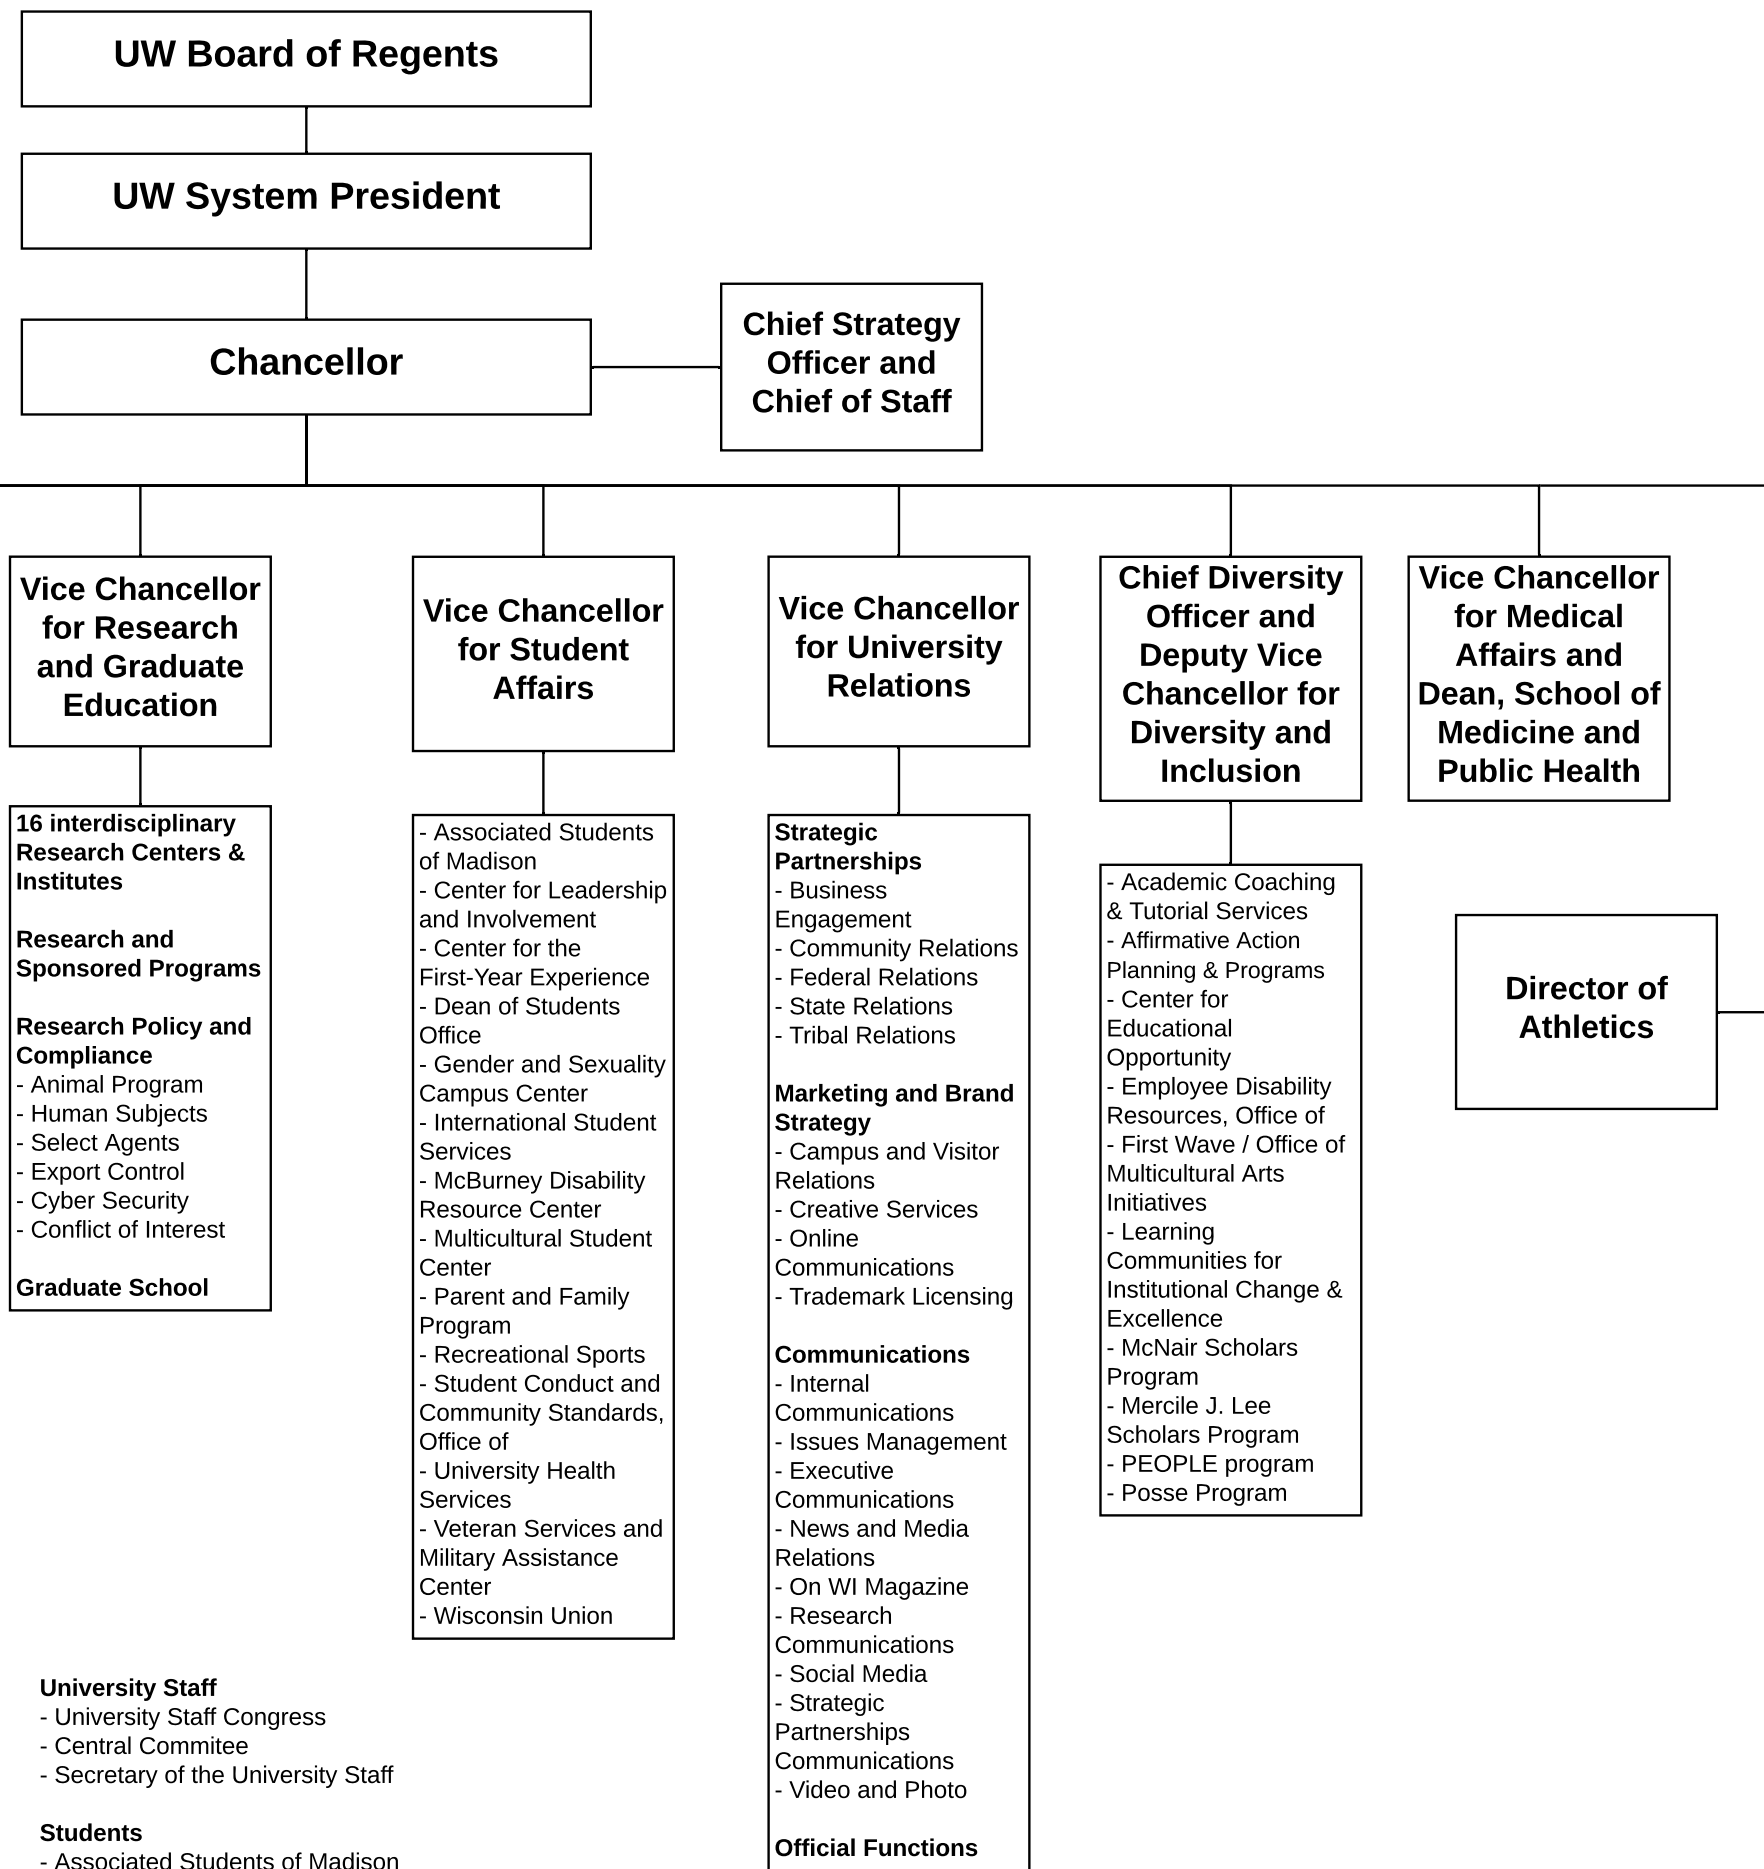 UW Board of Regents
UW System President
Chancellor
Chief Strategy
Officer and
Chief of Staff
Vice Chancellor
for Research
and Graduate
Education
16 interdisciplinary
Research Centers &
Institutes
Research and
Sponsored Programs
Research Policy and
Compliance
- Animal Program
- Human Subjects
- Select Agents
- Export Control
- Cyber Security
- Conflict of Interest
Graduate School
Vice Chancellor
for Student
Affairs
- Associated Students
of Madison
- Center for Leadership
and Involvement
- Center for the
First-Year Experience
- Dean of Students
Office
- Gender and Sexuality
Campus Center
- International Student
Services
- McBurney Disability
Resource Center
- Multicultural Student
Center
- Parent and Family
Program
- Recreational Sports
- Student Conduct and
Community Standards,
Office of
- University Health
Services
- Veteran Services and
Military Assistance
Center
- Wisconsin Union
Vice Chancellor
for University
Relations
Strategic
Partnerships
- Business
Engagement
- Community Relations
- Federal Relations
- State Relations
- Tribal Relations
Marketing and Brand
Strategy
- Campus and Visitor
Relations
- Creative Services
- Online
Communications
- Trademark Licensing
Communications
- Internal
Communications
- Issues Management
- Executive
Communications
- News and Media
Relations
- On WI Magazine
- Research
Communications
- Social Media
- Strategic
Partnerships
Communications
- Video and Photo
Official Functions
Chief Diversity
Officer and
Deputy Vice
Chancellor for
Diversity and
Inclusion
- Academic Coaching
& Tutorial Services
- Affirmative Action
Planning & Programs
- Center for
Educational
Opportunity
- Employee Disability
Resources, Office of
- First Wave / Office of
Multicultural Arts
Initiatives
- Learning
Communities for
Institutional Change &
Excellence
- McNair Scholars
Program
- Mercile J. Lee
Scholars Program
- PEOPLE program
- Posse Program
Vice Chancellor
for Medical
Affairs and
Dean, School of
Medicine and
Public Health
Director of
Athletics
University Staff
- University Staff Congress
- Central Commitee
- Secretary of the University Staff
Students
- Associated Students of Madison